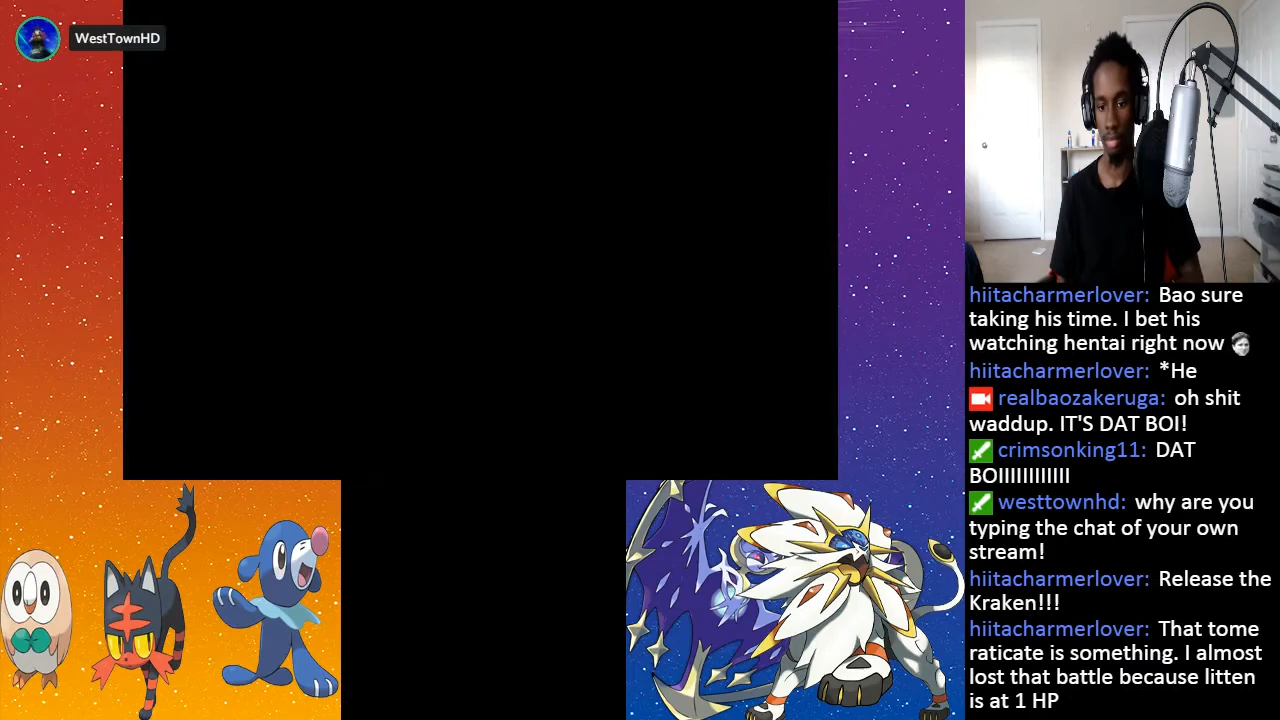 WestTownHD
hiitacharmerlover: Bao sure
taking his time. I bet his
watching hentai right now
hiitacharmerlover: *He
realbaozakeruga: oh shit
waddup. IT'S DAT BOI!
crimsonking11: DAT
BOIIIIIIIIIII
westtownhd: why are you
typing the chat of your own
stream!
hiitacharmerlover: Release the
Kraken!!!
hiitacharmerlover: That tome
raticate is something. I almost
lost that battle because litten
is at 1 HP